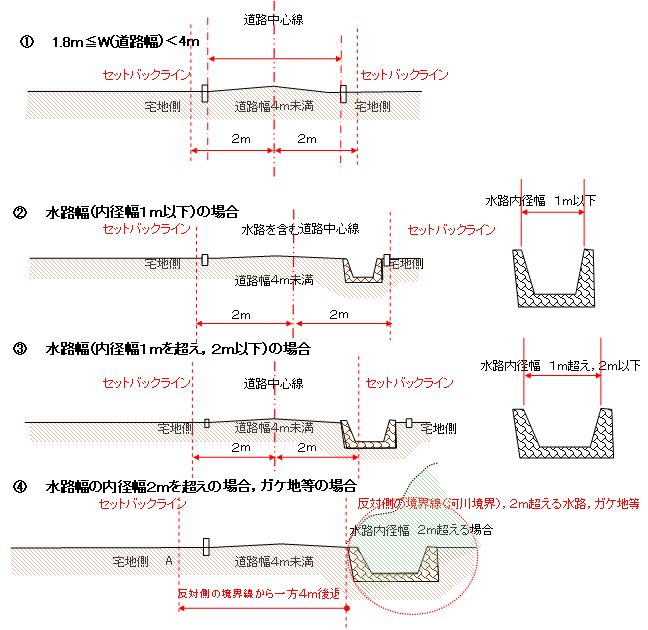 道路中心線
① 1.8m≦W(道路幅)<4m
セットバックライン セットバックライン
宅地側 道路幅4m未満 宅地側
2m 2m
② 水路幅(内径幅1m以下)の場合
水路内径幅 1m以下
セットバックライン 水路を含む道路中心線 セットバックライン
宅地側 道路幅4m未満 宅地側
2m 2m
③ 水路幅(内径幅1mを超え,2m以下)の場合
水路内径幅 1m超え,2m以下
セットバックライン 道路中心線 セットバックライン
宅地側 道路幅4m未満 宅地側
2m 2m
④ 水路幅の内径幅2mを超えの場合,ガケ地等の場合
セットバックライン 反対側の境界線(河川境界),2m超える水路,ガケ地等
水路内径幅 2m超える場合
宅地側 A 道路幅4m未満
反対側の境界線から一方4m後退